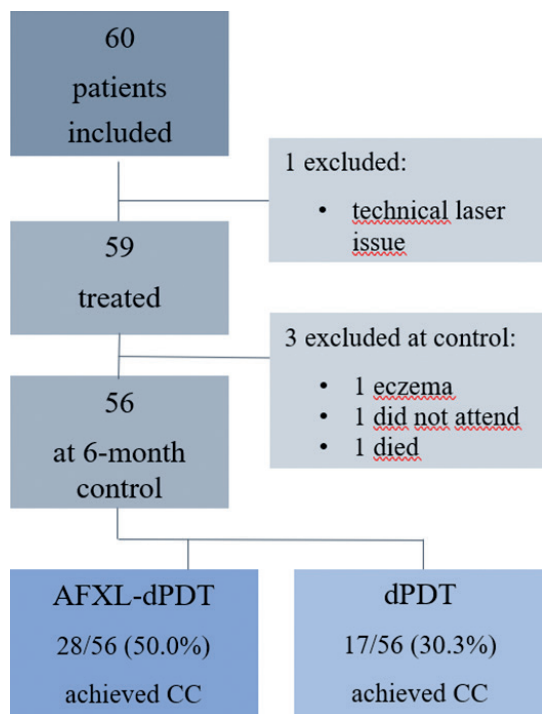 60
patients
included
1 excluded:
• technical laser
issue
59
treated
3 excluded at control:
• 1 eczema
• 1 did not attend
• 1 died
56
at 6-month
control
AFXL-dPDT
28/56 (50.0%)
achieved CC
dPDT
17/56 (30.3%)
achieved CC